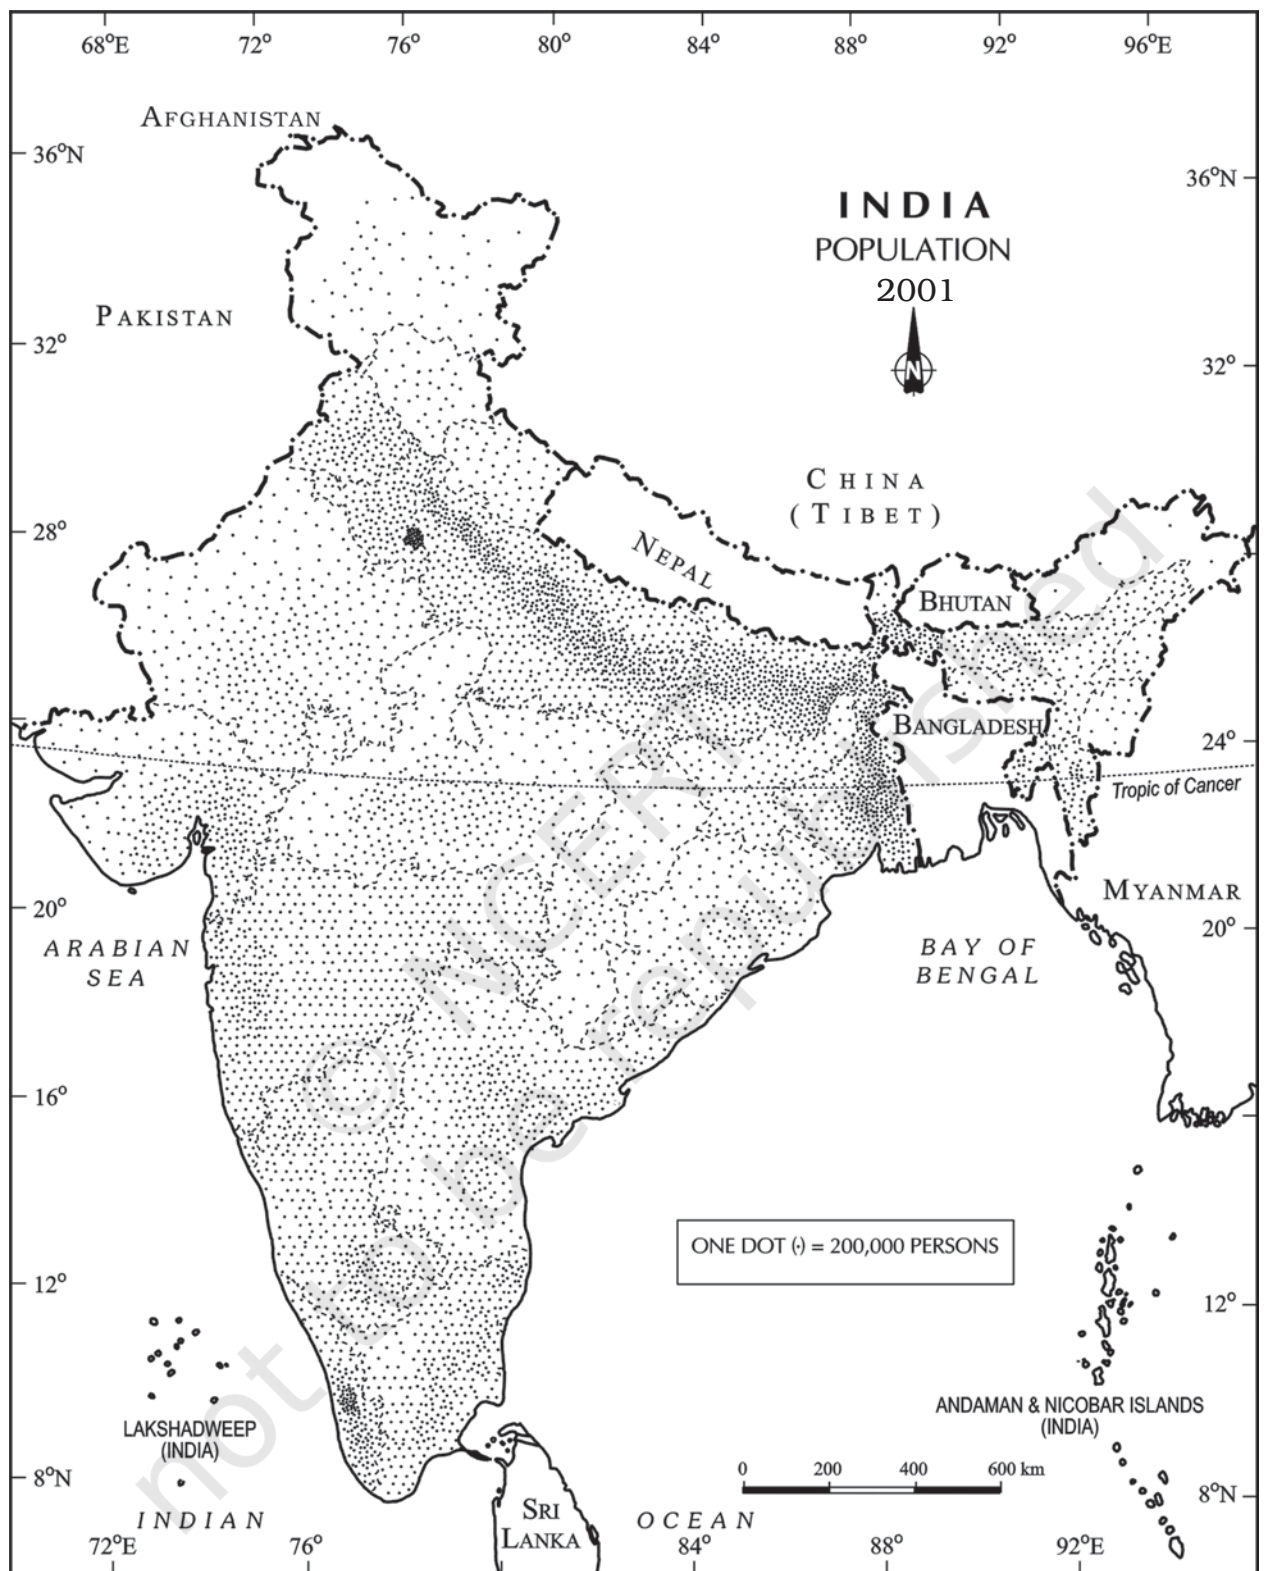 68°E 72° 76° 80° 84° 88° 92° 96°E
AFGHANISTAN
36°N
36°N
INDIA
POPULATION
2001
PAKISTAN
N
32°
32°
CHINA
(TIBET)
28°
NEPAL
BHUTAN
BANGLADESH
24°
Tropic of Cancer
MYANMAR
20°
20°
ARABIAN
SEA
BAY OF
BENGAL
16°
ONE DOT (·) = 200,000 PERSONS
12°
12°
LAKSHADWEEP
(INDIA)
ANDAMAN & NICOBAR ISLANDS
(INDIA)
8°N
0 200 400 600 km
8°N
SRI
LANKA
INDIAN OCEAN
72°E 76° 84° 88° 92°E
© NCERT
not to be republished